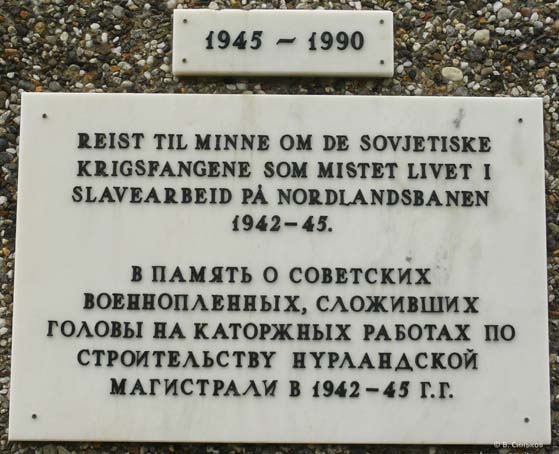 1945 – 1990
REIST TIL MINNE OM DE SOVJETISKE
KRIGSFANGENE SOM MISTET LIVET I
SLAVEARBEID PÅ NORDLANDSBANEN
1942–45.
В ПАМЯТЬ О СОВЕТСКИХ
ВОЕННОПЛЕННЫХ, СЛОЖИВШИХ
ГОЛОВЫ НА КАТОРЖНЫХ РАБОТАХ ПО
СТРОИТЕЛЬСТВУ НУРЛАНДСКОЙ
МАГИСТРАЛИ В 1942–45 Г.Г.
© В. Сильков